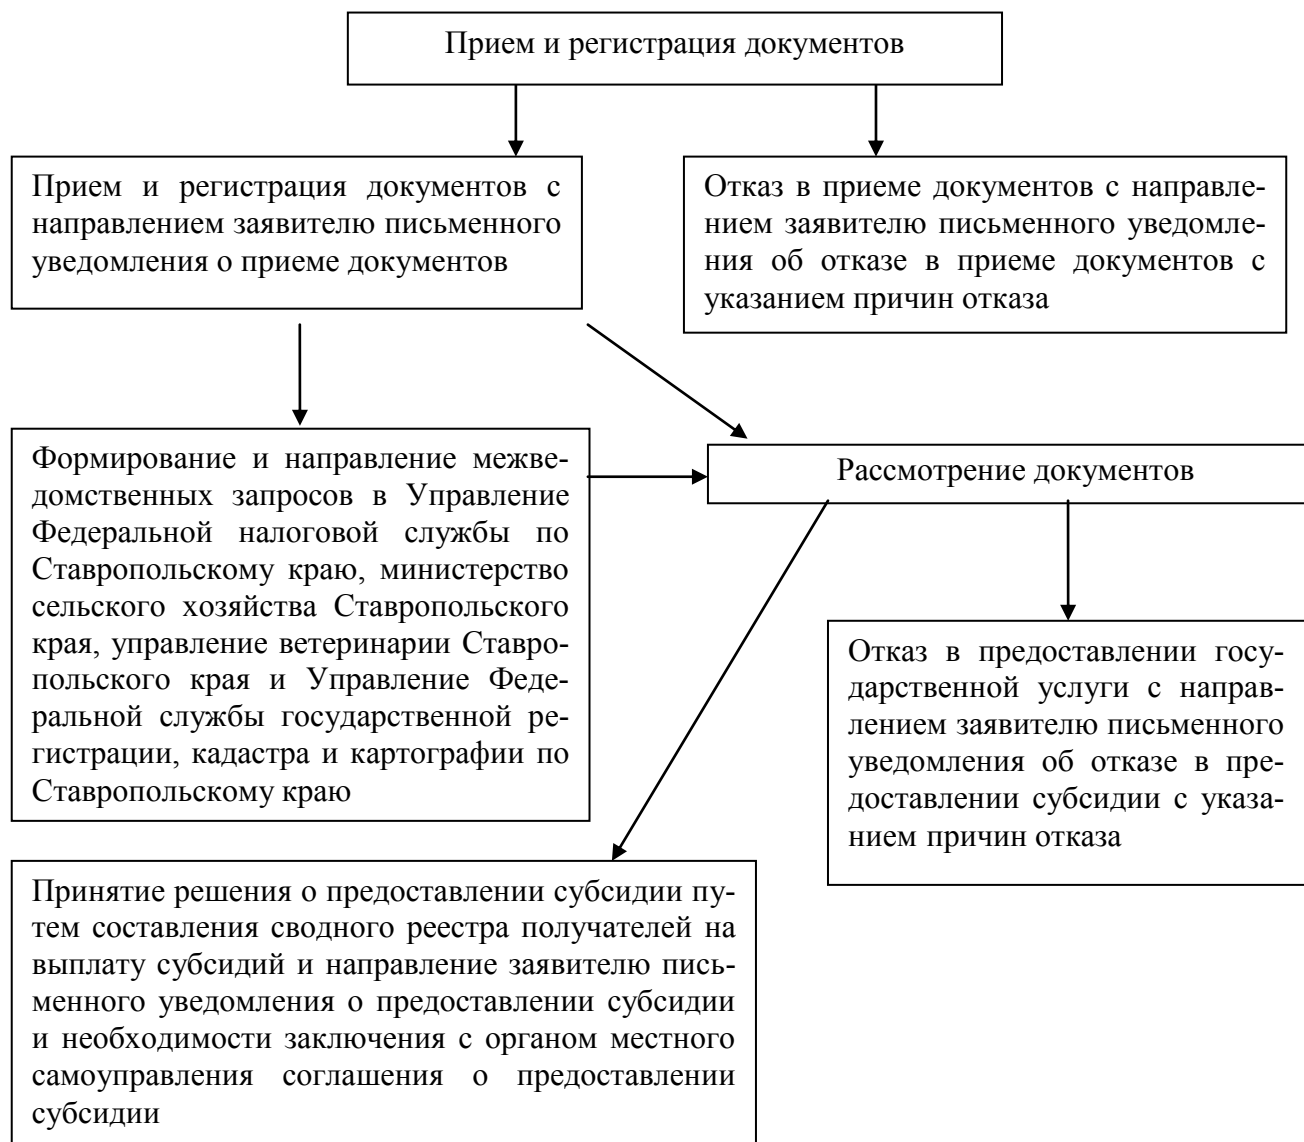 Прием и регистрация документов
Прием и регистрация документов с
направлением заявителю письменного
уведомления о приеме документов
Отказ в приеме документов с направле-
нием заявителю письменного уведомле-
ния об отказе в приеме документов с
указанием причин отказа
Формирование и направление межве-
домственных запросов в Управление
Федеральной налоговой службы по
Ставропольскому краю, министерство
сельского хозяйства Ставропольского
края, управление ветеринарии Ставро-
польского края и Управление Феде-
ральной службы государственной ре-
гистрации, кадастра и картографии по
Ставропольскому краю
Рассмотрение документов
Отказ в предоставлении госу-
дарственной услуги с направ-
лением заявителю письменного
уведомления об отказе в пре-
доставлении субсидии с указа-
нием причин отказа
Принятие решения о предоставлении субсидии пу-
тем составления сводного реестра получателей на
выплату субсидий и направление заявителю пись-
менного уведомления о предоставлении субсидии
и необходимости заключения с органом местного
самоуправления соглашения о предоставлении
субсидии